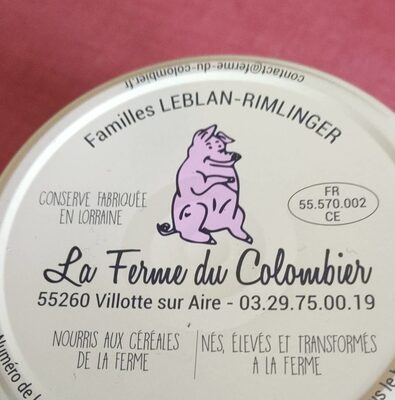 contact@ferme-du-colombier.fr
Familles LEBLAN-RIMLINGER
CONSERVE FABRIQUÉE
EN LORRAINE
FR
55.570.002
CE
La Ferme du Colombier
55260 Villotte sur Aire - 03.29.75.00.19
NOURRIS AUX CÉRÉALES
DE LA FERME
NÉS, ÉLEVÉS ET TRANSFORMÉS
A LA FERME
Numéro de